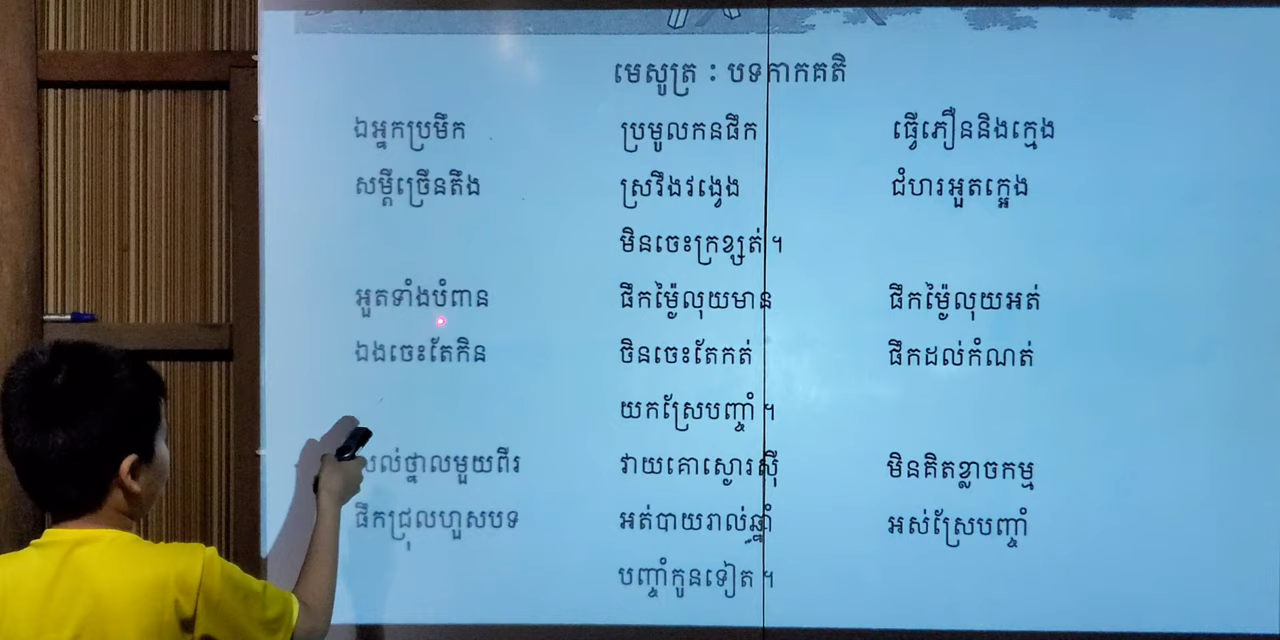 មេសូត្រ ៖ បទកាកគតិ
ឯអ្នកប្រមឹក ប្រមូលកនផឹក ធ្វើភឿននិងក្មេង
សម្ដីច្រើនតឹង ស្រវឹងវង្វេង ជំហរអួតក្អេង
មិនចេះក្រខ្សត់ ។
អួតទាំងបំពាន ផឹកម៉្លៃលុយមាន ផឹកម៉្លៃលុយអត់
ឯងចេះតែកិន ចិនចេះតែកត់ ផឹកដល់កំណត់
យកស្រែបញ្ចាំ ។
ថ្នាលមួយពីរ វាយគោស្លោរស៊ី មិនគិតខ្លាចកម្ម
ផឹកជ្រុលហួសបទ អត់បាយរាល់ឆ្នាំ អស់ស្រែបញ្ចាំ
បញ្ចាំកូនទៀត ។